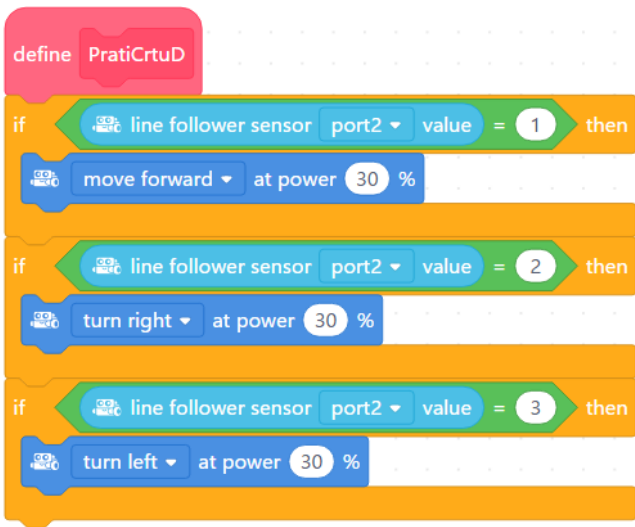 define PratiCrtuD
if line follower sensor port2 value = 1 then
move forward at power 30 %
if line follower sensor port2 value = 2 then
turn right at power 30 %
if line follower sensor port2 value = 3 then
turn left at power 30 %